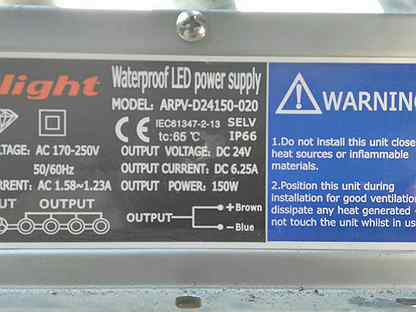 light
Waterproof LED power supply
MODEL: ARPV-D24150-020
CE IEC61347-2-13 SELV
tc:65℃ IP66
AC 170-250V
50/60Hz
AC 1.58~1.23A
OUTPUT
OUTPUT VOLTAGE: DC 24V
OUTPUT CURRENT: DC 6.25A
OUTPUT POWER: 150W
OUTPUT + Brown
- Blue
WARNING
1.Do not install this unit close
heat sources or inflammable
materials.
2.Position this unit during
installation for good ventilation
dissipate any heat generated
not touch the unit whilst in us